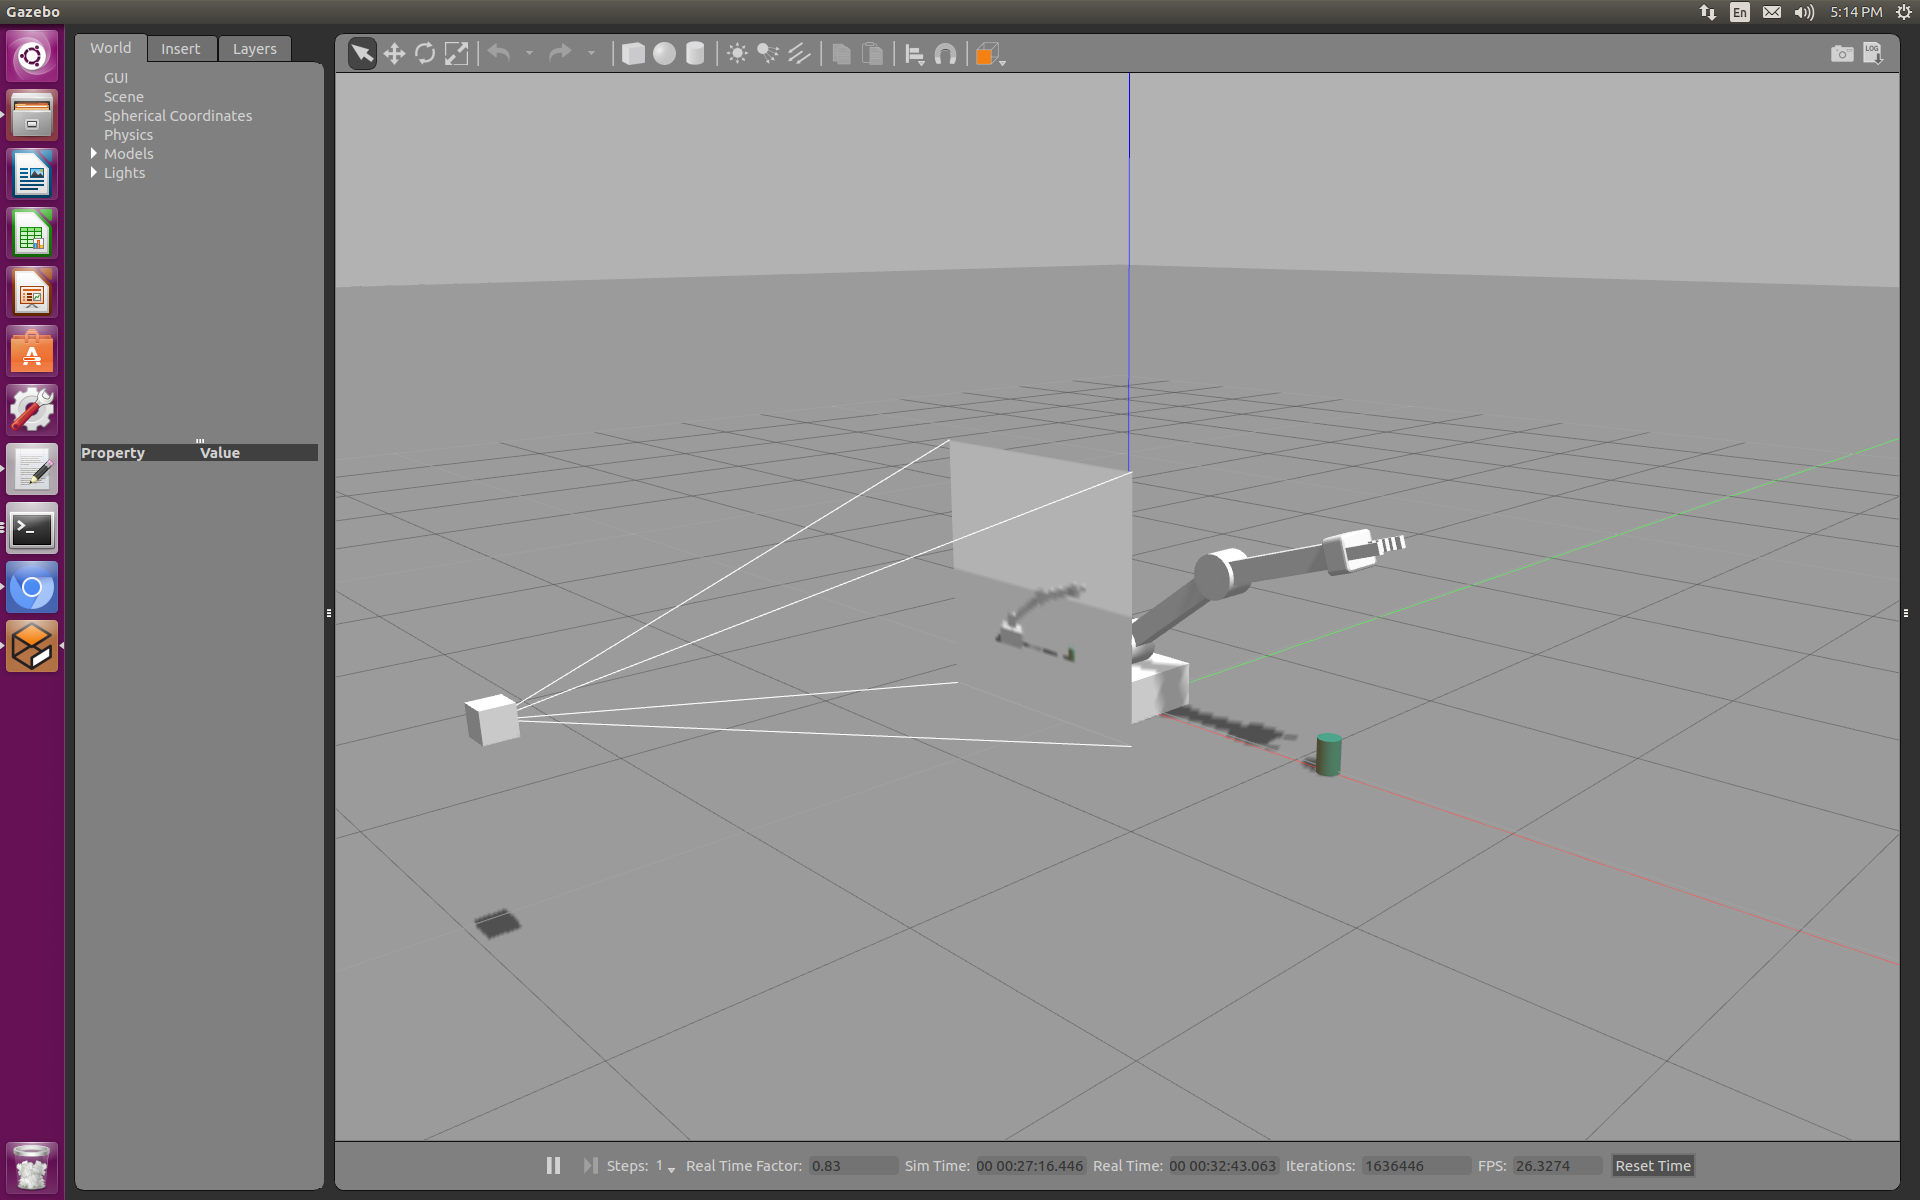 Gazebo
En
5:14 PM
World Insert Layers
LOG
GUI
Scene
Spherical Coordinates
Physics
Models
Lights
Property Value
Steps: 1 Real Time Factor: 0.83 Sim Time: 00 00:27:16.446 Real Time: 00 00:32:43.063 Iterations: 1636446 FPS: 26.3274 Reset Time